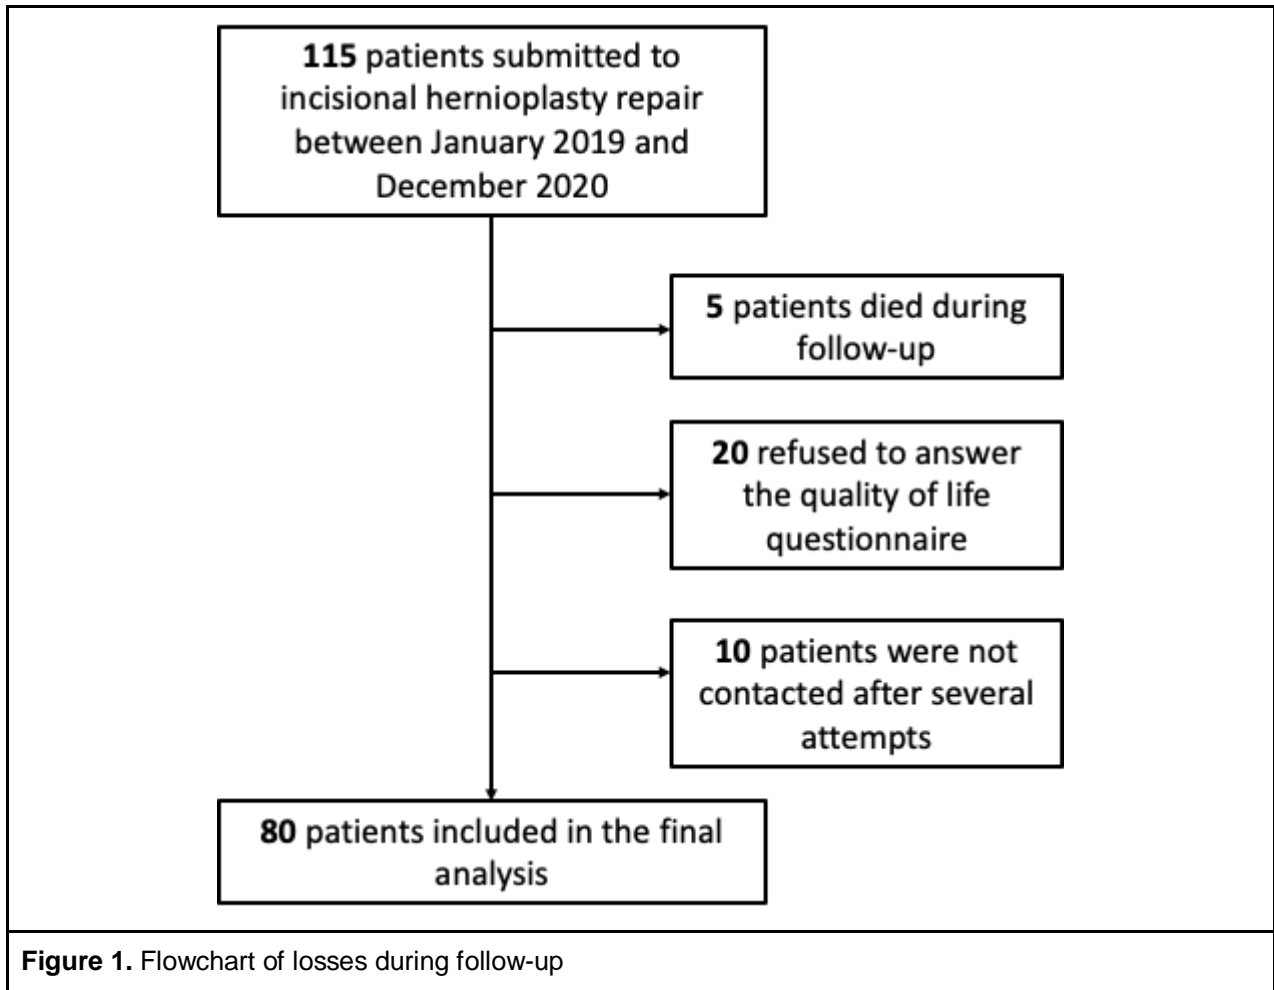 115 patients submitted to
incisional hernioplasty repair
between January 2019 and
December 2020
5 patients died during
follow-up
20 refused to answer
the quality of life
questionnaire
10 patients were not
contacted after several
attempts
80 patients included in the final
analysis
Figure 1. Flowchart of losses during follow-up